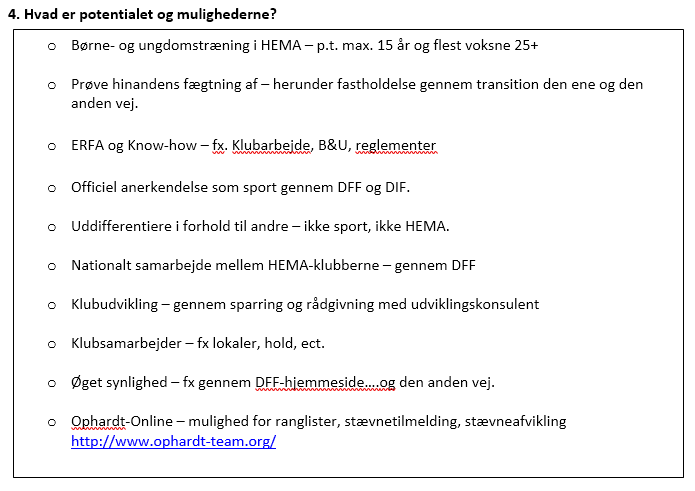 4. Hvad er potentialet og mulighederne?
o Børne- og ungdomstræning i HEMA – p.t. max. 15 år og flest voksne 25+
o Prøve hinandens fægtning af – herunder fastholdelse gennem transition den ene og den
anden vej.
o ERFA og Know-how – fx. Klubarbejde, B&U, reglementer
o Officiel anerkendelse som sport gennem DFF og DIF.
o Uddifferentiere i forhold til andre – ikke sport, ikke HEMA.
o Nationalt samarbejde mellem HEMA-klubberne – gennem DFF
o Klubudvikling – gennem sparring og rådgivning med udviklingskonsulent
o Klubsamarbejder – fx lokaler, hold, ect.
o Øget synlighed – fx gennem DFF-hjemmeside….og den anden vej.
o Ophardt-Online – mulighed for ranglister, stævnetilmelding, stævneafvikling
http://www.ophardt-team.org/